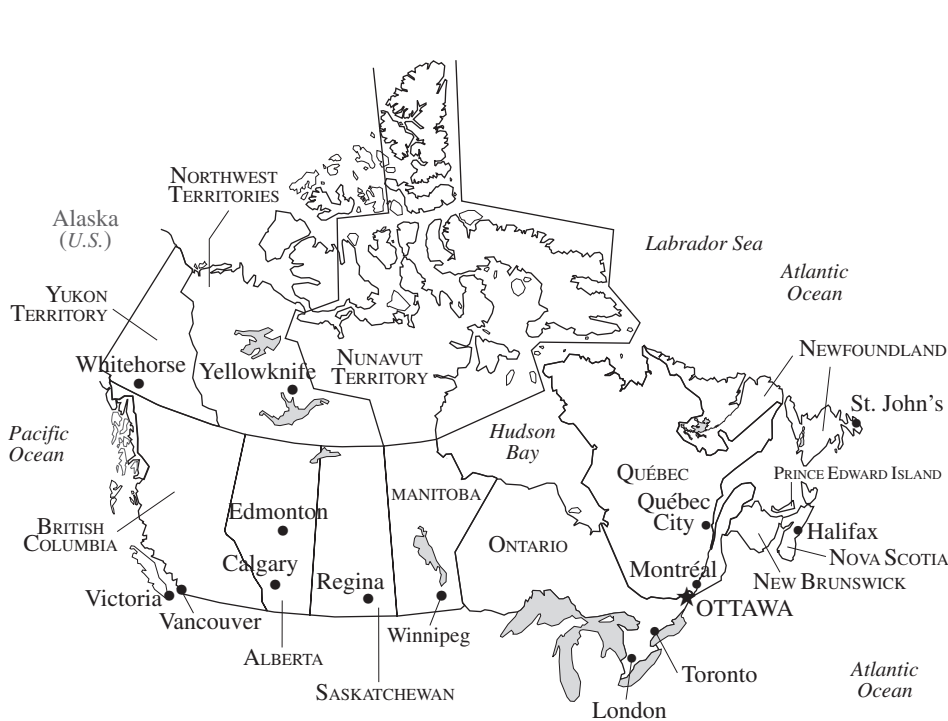 NORTHWEST
TERRITORIES
Alaska
(U.S.)
Labrador Sea
Atlantic
Ocean
YUKON
TERRITORY
NEWFOUNDLAND
Whitehorse
Yellowknife
NUNAVUT
TERRITORY
St. John's
Pacific
Ocean
Hudson
Bay
QUÉBEC
PRINCE EDWARD ISLAND
MANITOBA
Québec
City
Edmonton
BRITISH
COLUMBIA
ONTARIO
Halifax
NOVA SCOTIA
Calgary
Regina
Montréal
NEW BRUNSWICK
Victoria
Vancouver
OTTAWA
Winnipeg
ALBERTA
Toronto
SASKATCHEWAN
Atlantic
Ocean
London